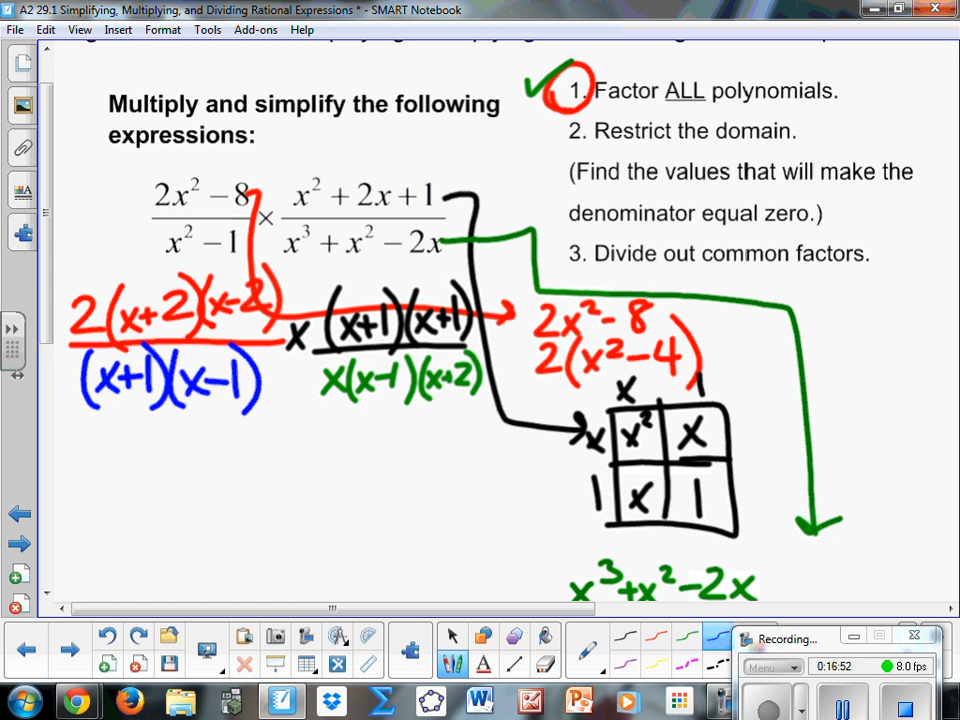 A2 29.1 Simplifying, Multiplying, and Dividing Rational Expressions * - SMART Notebook
File Edit View Insert Format Tools Add-ons Help
Multiply and simplify the following
expressions:
1. Factor ALL polynomials.
2. Restrict the domain.
(Find the values that will make the
denominator equal zero.)
3. Divide out common factors.
2x² – 8 × x² + 2x + 1
x² – 1 x³ + x² – 2x
2(x+2)(x-2) x (x+1)(x+1)
(x+1)(x-1) x(x-1)(x+2)
2x²-8
2(x²-4)
x 1
x x² x
1 x 1
x³+x²-2x
Recording...
Menu 0:16:52 8.0 fps